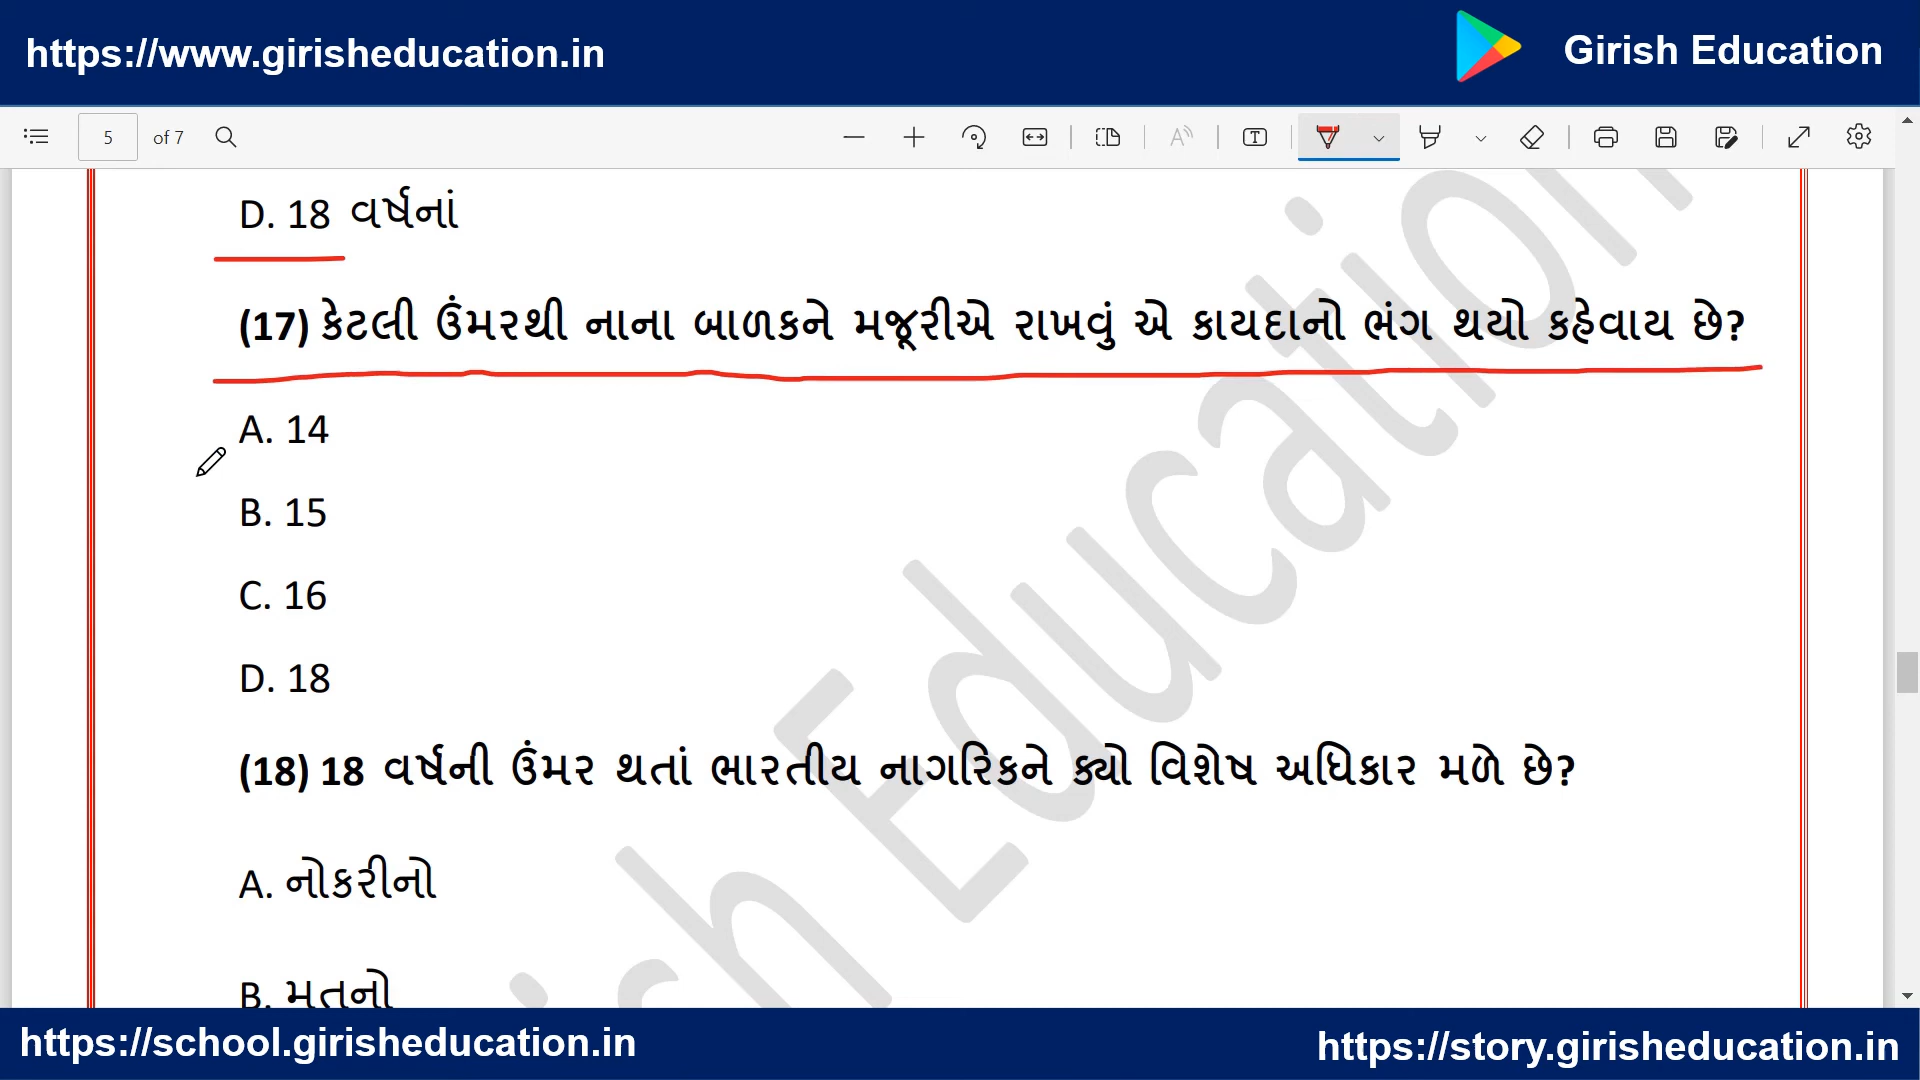 https://www.girisheducation.in
Girish Education
5 of 7
D. 18 વર્ષનાં
(17) કેટલી ઉંમરથી નાના બાળકને મજૂરીએ રાખવું એ કાયદાનો ભંગ થયો કહેવાય છે?
A. 14
B. 15
C. 16
D. 18
(18) 18 વર્ષની ઉંમર થતાં ભારતીય નાગરિકને ક્યો વિશેષ અધિકાર મળે છે?
A. નોકરીનો
B. મતનો
ish Education
https://school.girisheducation.in
https://story.girisheducation.in